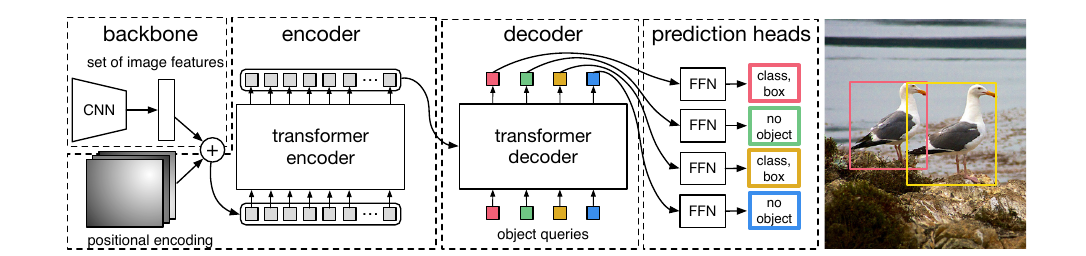 backbone
set of image features
CNN
+
positional encoding
encoder
...
transformer
encoder
...
decoder
transformer
decoder
object queries
prediction heads
FFN
class,
box
FFN
no
object
FFN
class,
box
FFN
no
object